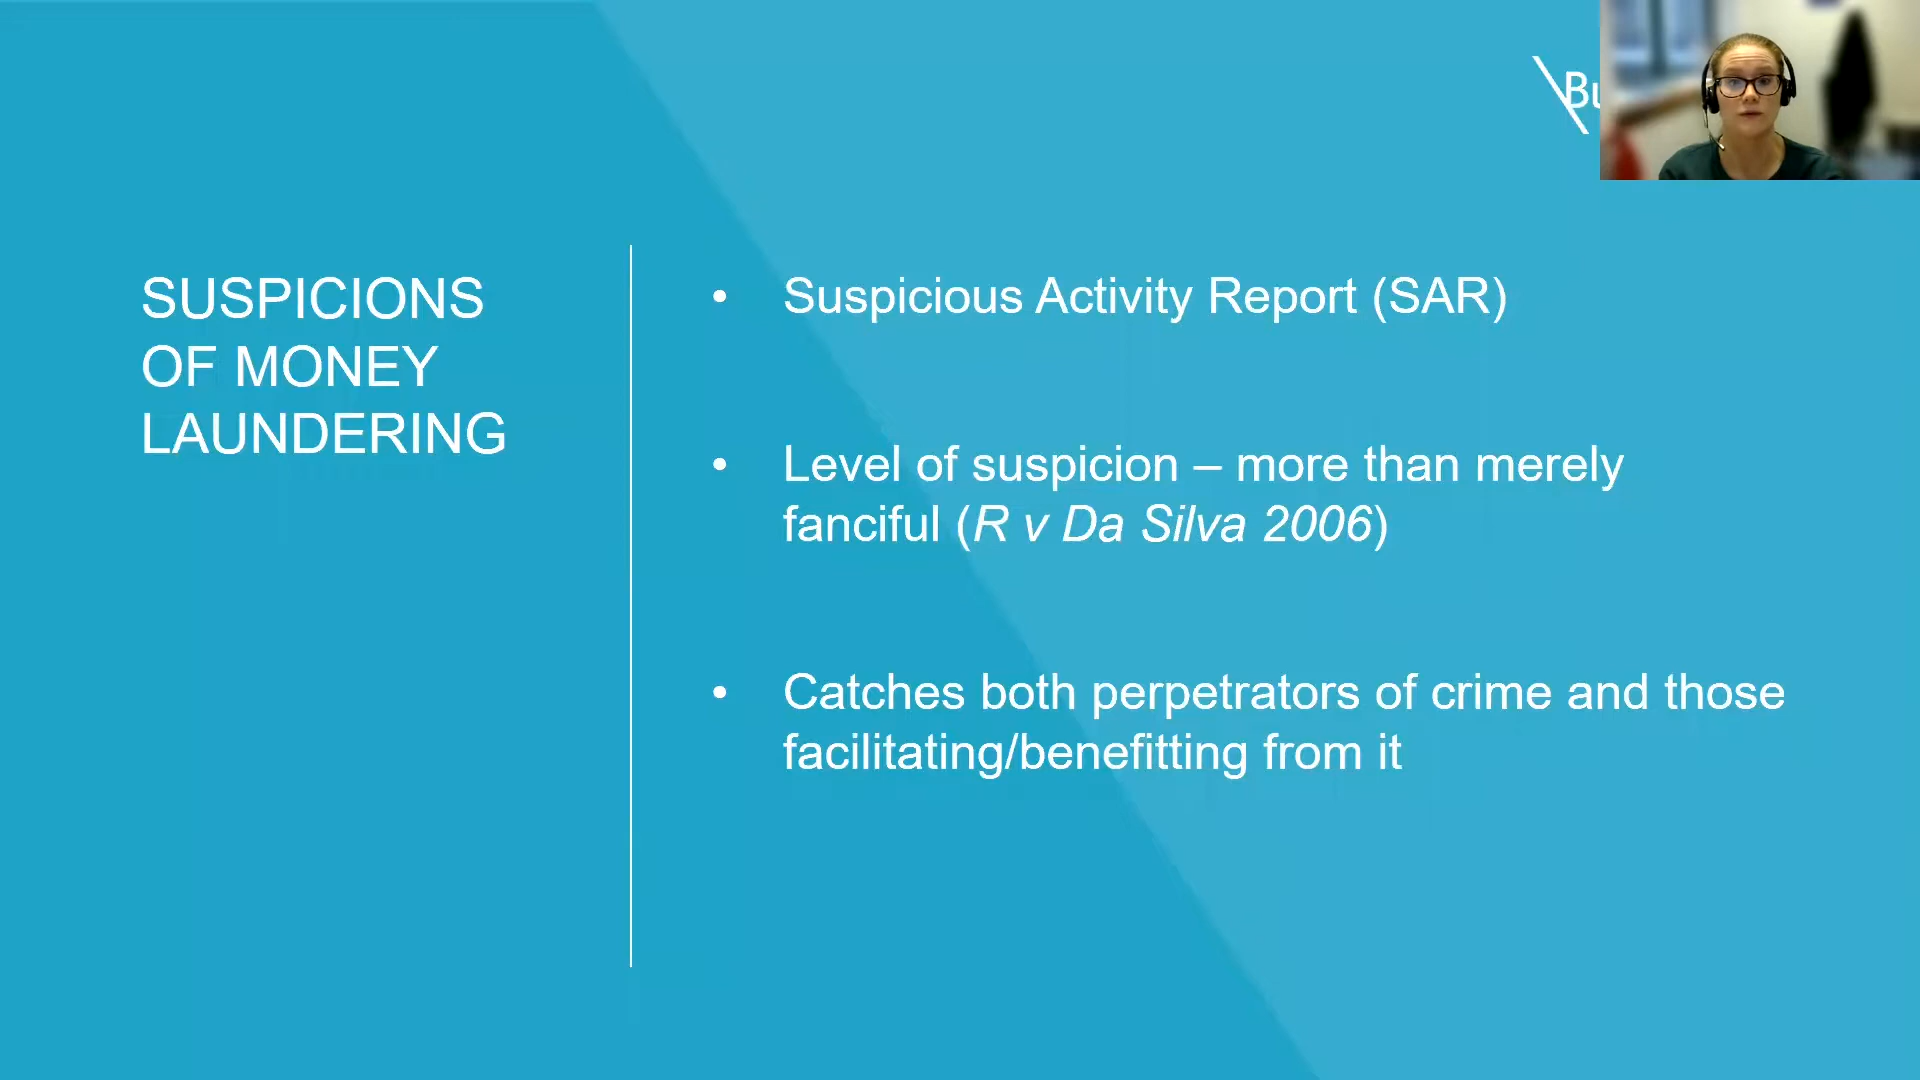 SUSPICIONS
OF MONEY
LAUNDERING
• Suspicious Activity Report (SAR)
• Level of suspicion – more than merely
fanciful (R v Da Silva 2006)
• Catches both perpetrators of crime and those
facilitating/benefitting from it